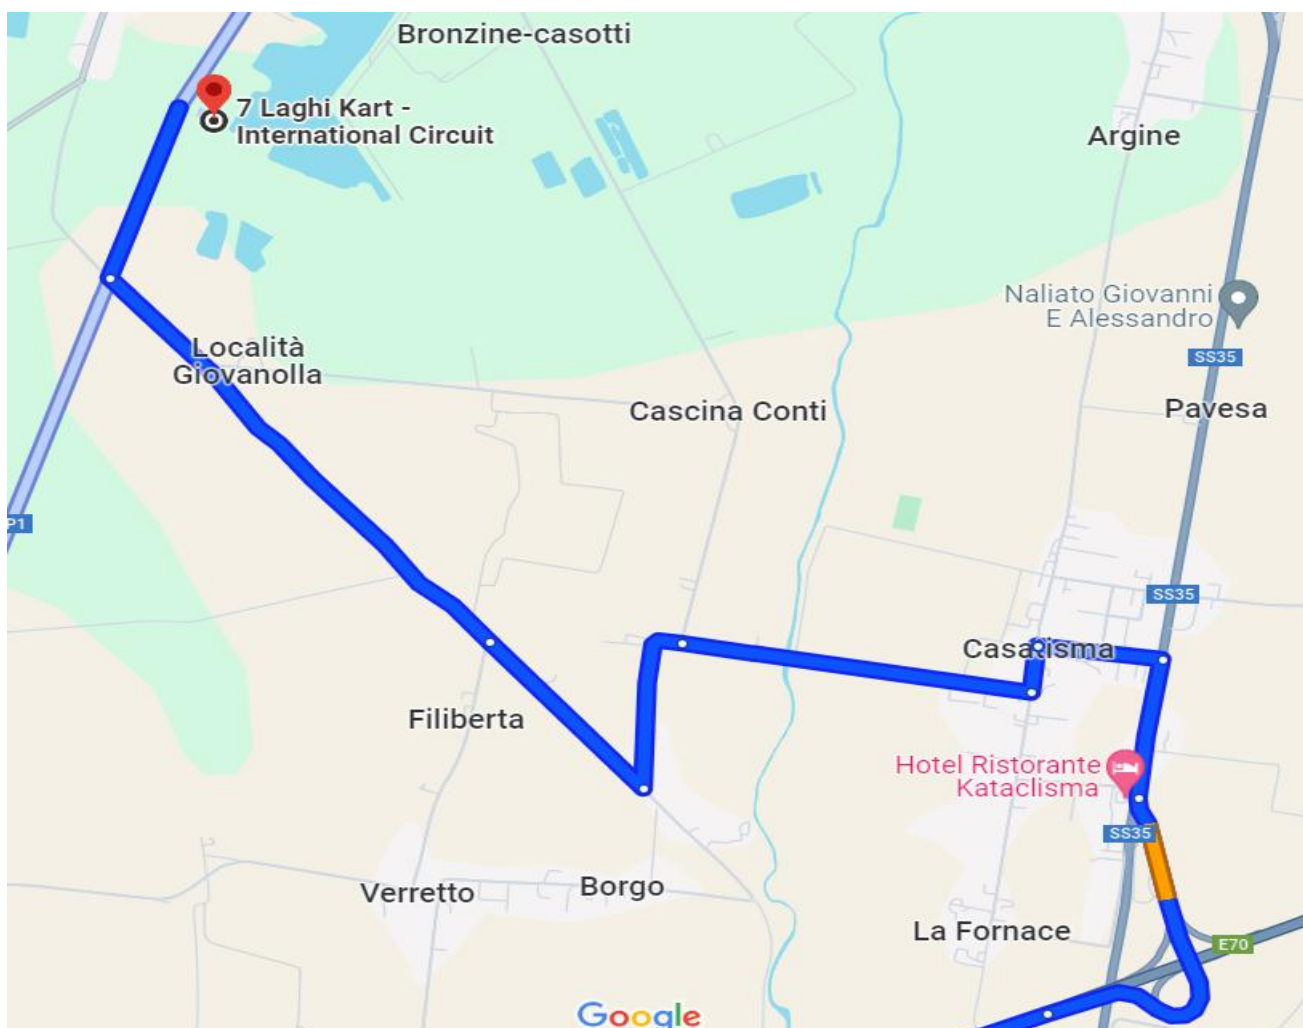 Bronzine-casotti
7 Laghi Kart -
International Circuit
Argine
Naliato Giovanni
E Alessandro
SS35
Località
Giovanolla
Pavesa
Cascina Conti
P1
SS35
Casatisma
Filiberta
Hotel Ristorante
Kataclisma
SS35
Borgo
Verretto
La Fornace
E70
Google